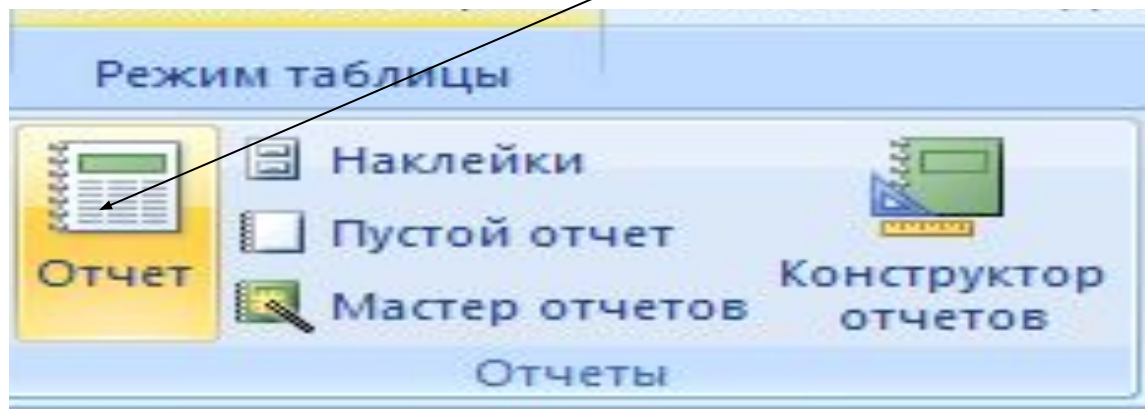 Режим таблицы
Отчет
Наклейки
Пустой отчет
Мастер отчетов
Конструктор
отчетов
Отчеты